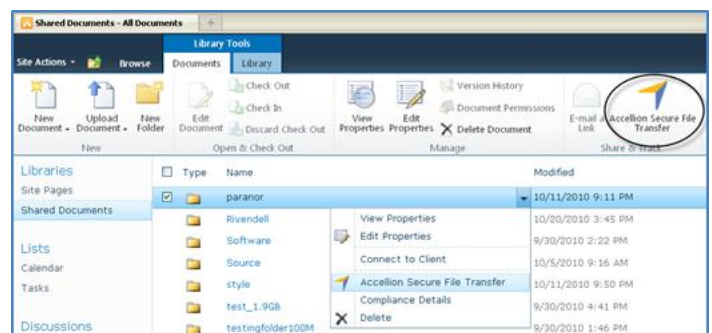 Shared Documents - All Documents
Library Tools
Site Actions Browse Documents Library
New Document
Upload Document
New Folder
New
Edit Document
Check Out
Check In
Discard Check Out
Open & Check Out
View Properties
Edit Properties
Version History
Document Permissions
Delete Document
Manage
E-mail a Link
Accellion Secure File Transfer
Share & Track
Libraries
Site Pages
Shared Documents
Lists
Calendar
Tasks
Discussions
Type Name Modified
paranor 10/11/2010 9:11 PM
Rivendell 10/20/2010 3:45 PM
Software 9/30/2010 2:22 PM
Source 10/5/2010 9:16 AM
style 10/11/2010 9:50 PM
test_1.9GB 9/30/2010 4:41 PM
testingfolder100M 9/30/2010 1:46 PM
View Properties
Edit Properties
Connect to Client
Accellion Secure File Transfer
Compliance Details
Delete